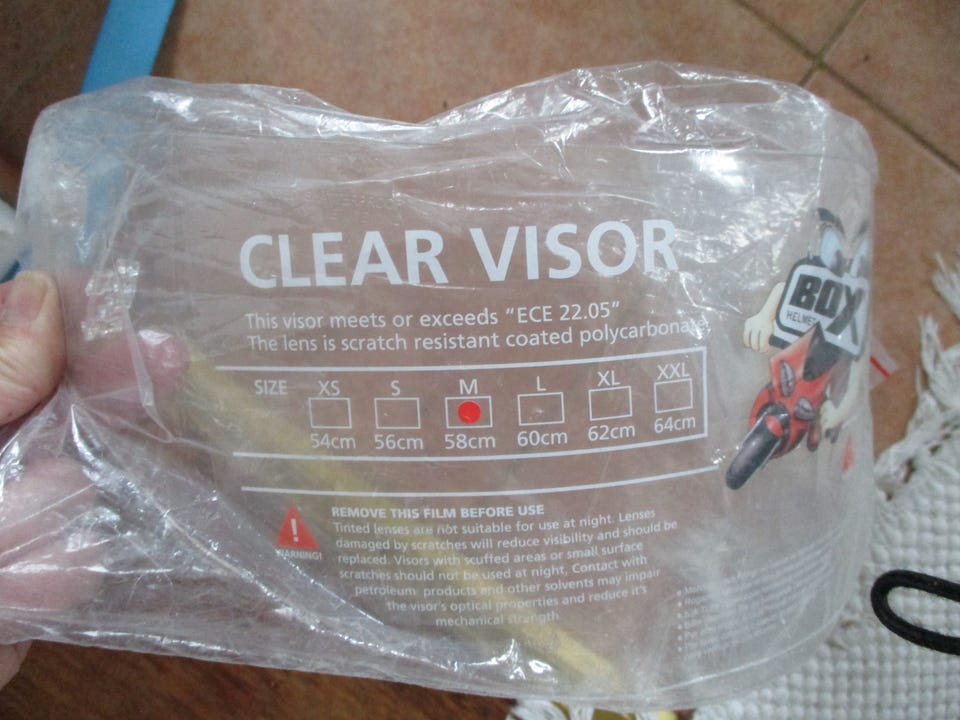 CLEAR VISOR
This visor meets or exceeds "ECE 22.05"
The lens is scratch resistant coated polycarbonate.
SIZE XS S M L XL XXL
54cm 56cm 58cm 60cm 62cm 64cm
BOX
HELMETS
WARNING!
REMOVE THIS FILM BEFORE USE
Tinted lenses are not suitable for use at night. Lenses
damaged by scratches will reduce visibility and should be
replaced. Visors with scuffed areas or small surface
scratches should not be used at night. Contact with
petroleum products and other solvents may impair
the visor's optical properties and reduce it's
mechanical strength